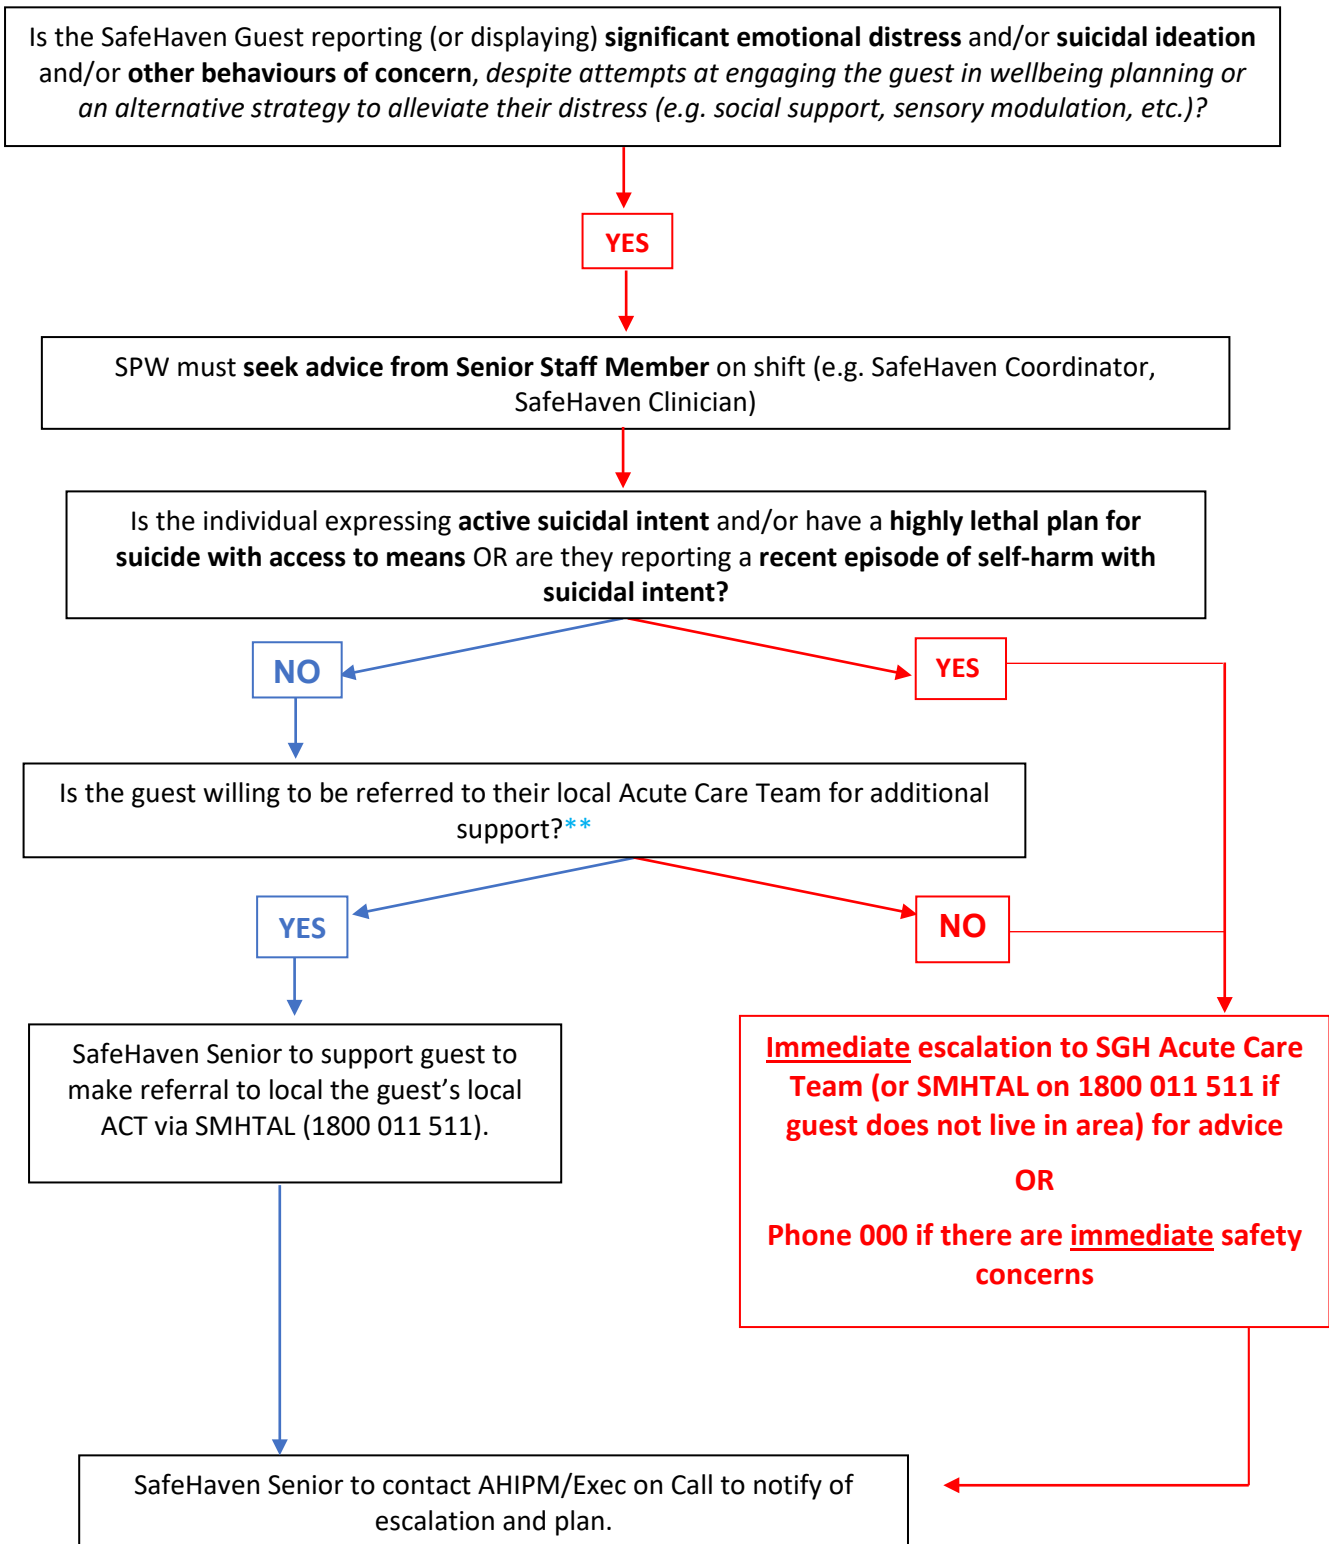 Is the SafeHaven Guest reporting (or displaying) significant emotional distress and/or suicidal ideation
and/or other behaviours of concern, despite attempts at engaging the guest in wellbeing planning or
an alternative strategy to alleviate their distress (e.g. social support, sensory modulation, etc.)?
YES
SPW must seek advice from Senior Staff Member on shift (e.g. SafeHaven Coordinator,
SafeHaven Clinician)
Is the individual expressing active suicidal intent and/or have a highly lethal plan for
suicide with access to means OR are they reporting a recent episode of self-harm with
suicidal intent?
NO
YES
Is the guest willing to be referred to their local Acute Care Team for additional
support?**
YES
NO
SafeHaven Senior to support guest to
make referral to local the guest's local
ACT via SMHTAL (1800 011 511).
Immediate escalation to SGH Acute Care
Team (or SMHTAL on 1800 011 511 if
guest does not live in area) for advice
OR
Phone 000 if there are immediate safety
concerns
SafeHaven Senior to contact AHIPM/Exec on Call to notify of
escalation and plan.